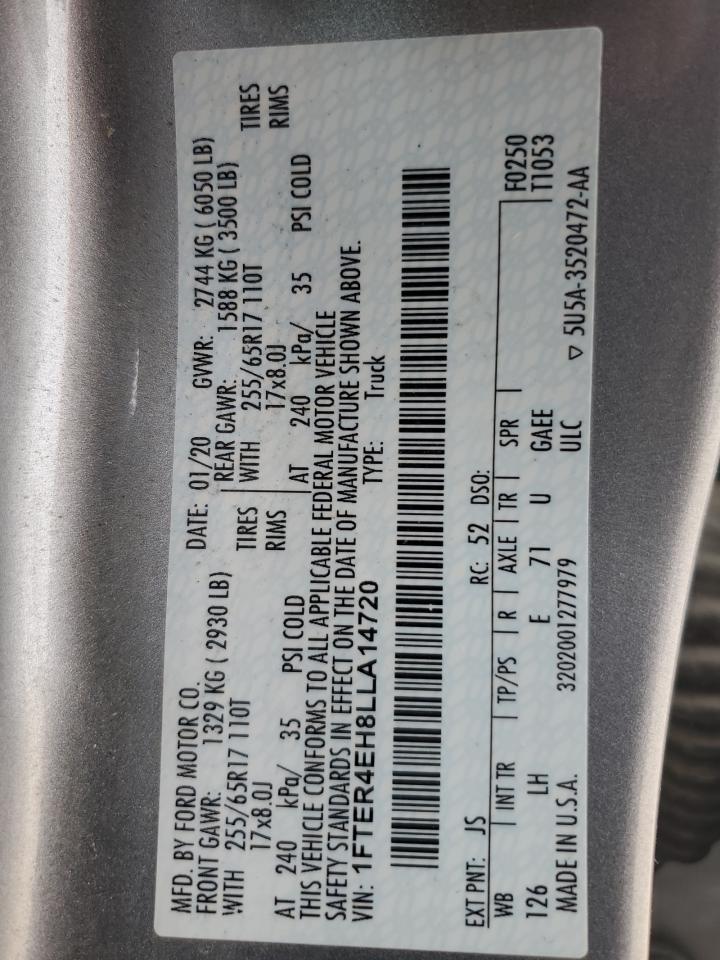 MFD. BY FORD MOTOR CO. DATE: 01/20 GVWR: 2744 KG ( 6050 LB)
FRONT GAWR: 1329 KG ( 2930 LB) REAR GAWR: 1588 KG ( 3500 LB)
WITH 255/65R17 110T TIRES WITH 255/65R17 110T TIRES
17x8.0J RIMS 17x8.0J RIMS
AT 240 kPa/ 35 PSI COLD AT 240 kPa/ 35 PSI COLD
THIS VEHICLE CONFORMS TO ALL APPLICABLE FEDERAL MOTOR VEHICLE
SAFETY STANDARDS IN EFFECT ON THE DATE OF MANUFACTURE SHOWN ABOVE.
VIN: 1FTER4EH8LLA14720 TYPE: Truck
EXT PNT: JS RC: 52 DSO:
WB INT TR TP/PS R AXLE TR SPR F0250
126 LH E 71 U GAEE T1053
MADE IN U.S.A. 3202001277979 ULC
▽ 5U5A-3520472-AA